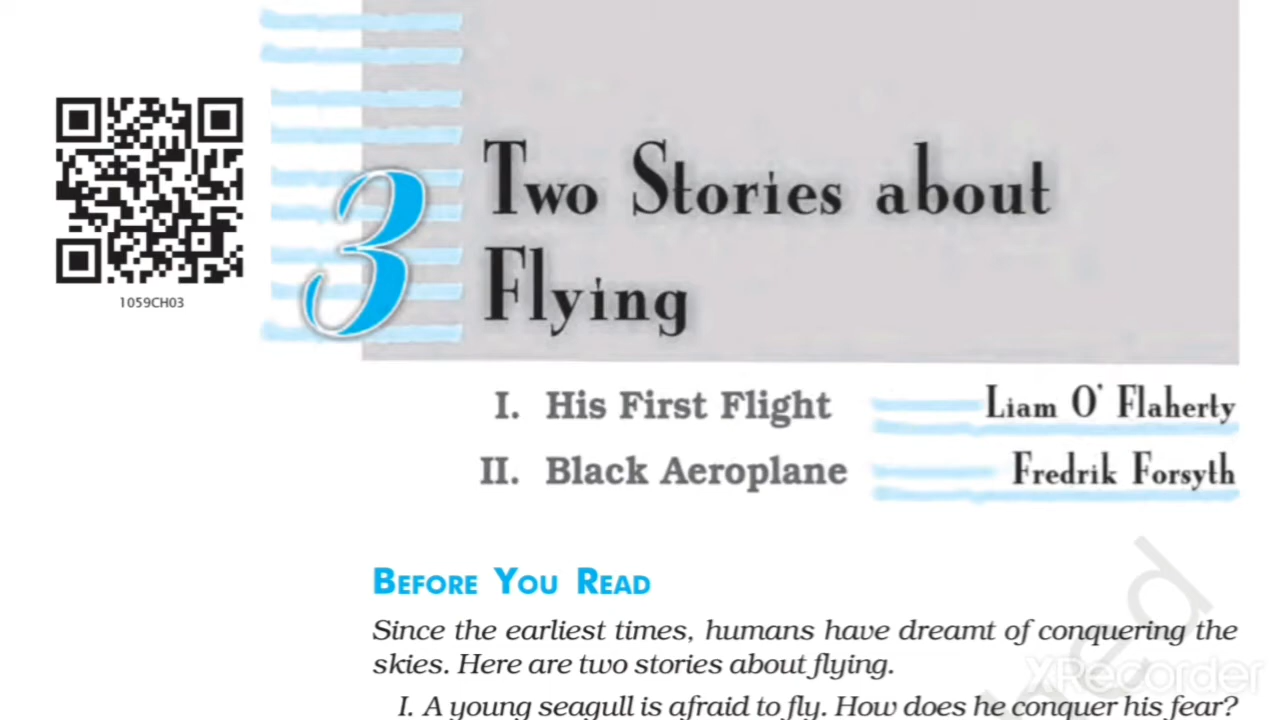 3
Two Stories about
Flying
1059CH03
I. His First Flight Liam O' Flaherty
II. Black Aeroplane Fredrik Forsyth
BEFORE YOU READ
Since the earliest times, humans have dreamt of conquering the
skies. Here are two stories about flying.
I. A young seagull is afraid to fly. How does he conquer his fear?
XRecorder